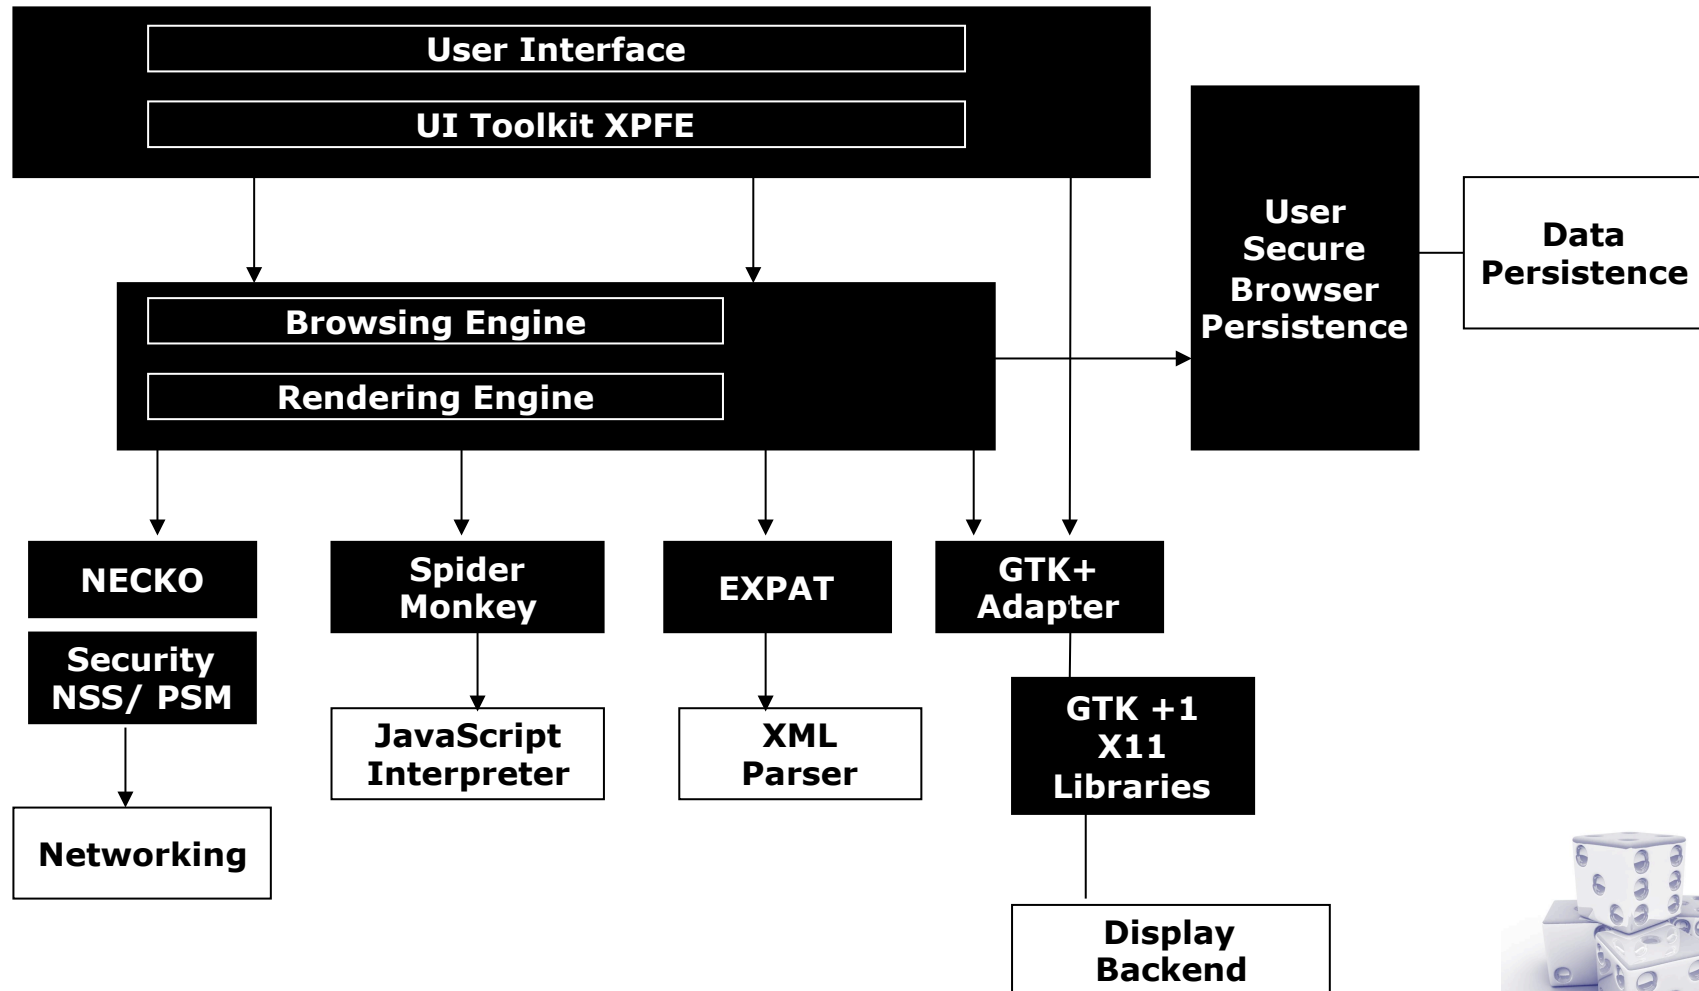 User Interface
UI Toolkit XPFE
User
Secure
Browser
Persistence
Data
Persistence
Browsing Engine
Rendering Engine
NECKO
Spider
Monkey
EXPAT
GTK+
Adapter
Security
NSS/ PSM
JavaScript
Interpreter
XML
Parser
GTK +1
X11
Libraries
Networking
Display
Backend